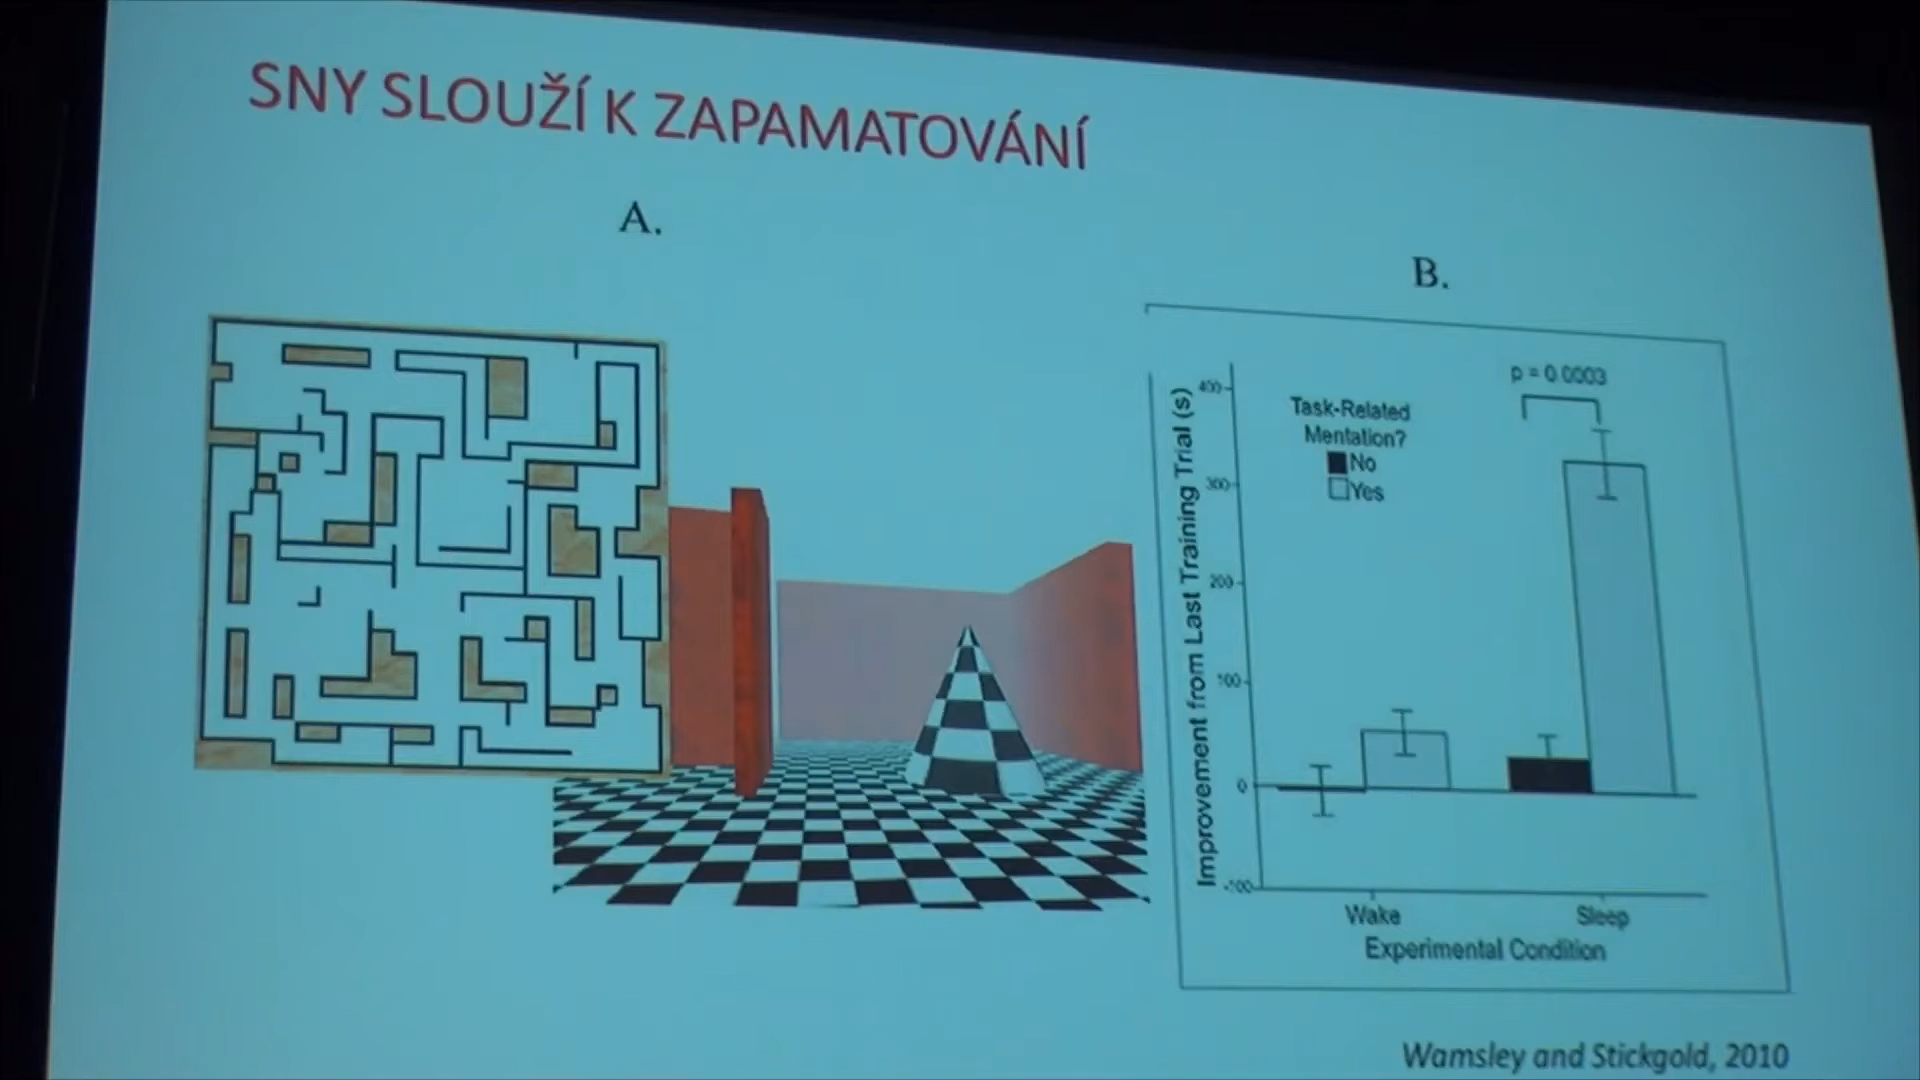 SNY SLOUŽÍ K ZAPAMATOVÁNÍ
A.
B.
p = 0.0003
Task-Related
Mentation?
No
Yes
Improvement from Last Training Trial (s)
400
300
200
100
0
-100
Wake
Sleep
Experimental Condition
Wamsley and Stickgold, 2010